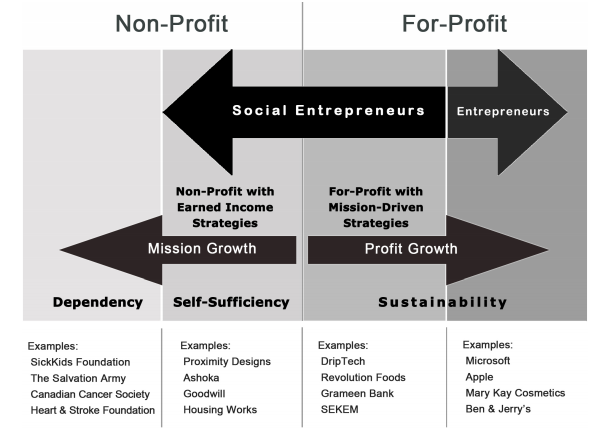 Non-Profit
For-Profit
Social Entrepreneurs
Entrepreneurs
Non-Profit with
Earned Income
Strategies
For-Profit with
Mission-Driven
Strategies
Mission Growth
Profit Growth
Dependency
Self-Sufficiency
Sustainability
Examples:
SickKids Foundation
The Salvation Army
Canadian Cancer Society
Heart & Stroke Foundation
Examples:
Proximity Designs
Ashoka
Goodwill
Housing Works
Examples:
DripTech
Revolution Foods
Grameen Bank
SEKEM
Examples:
Microsoft
Apple
Mary Kay Cosmetics
Ben & Jerry's